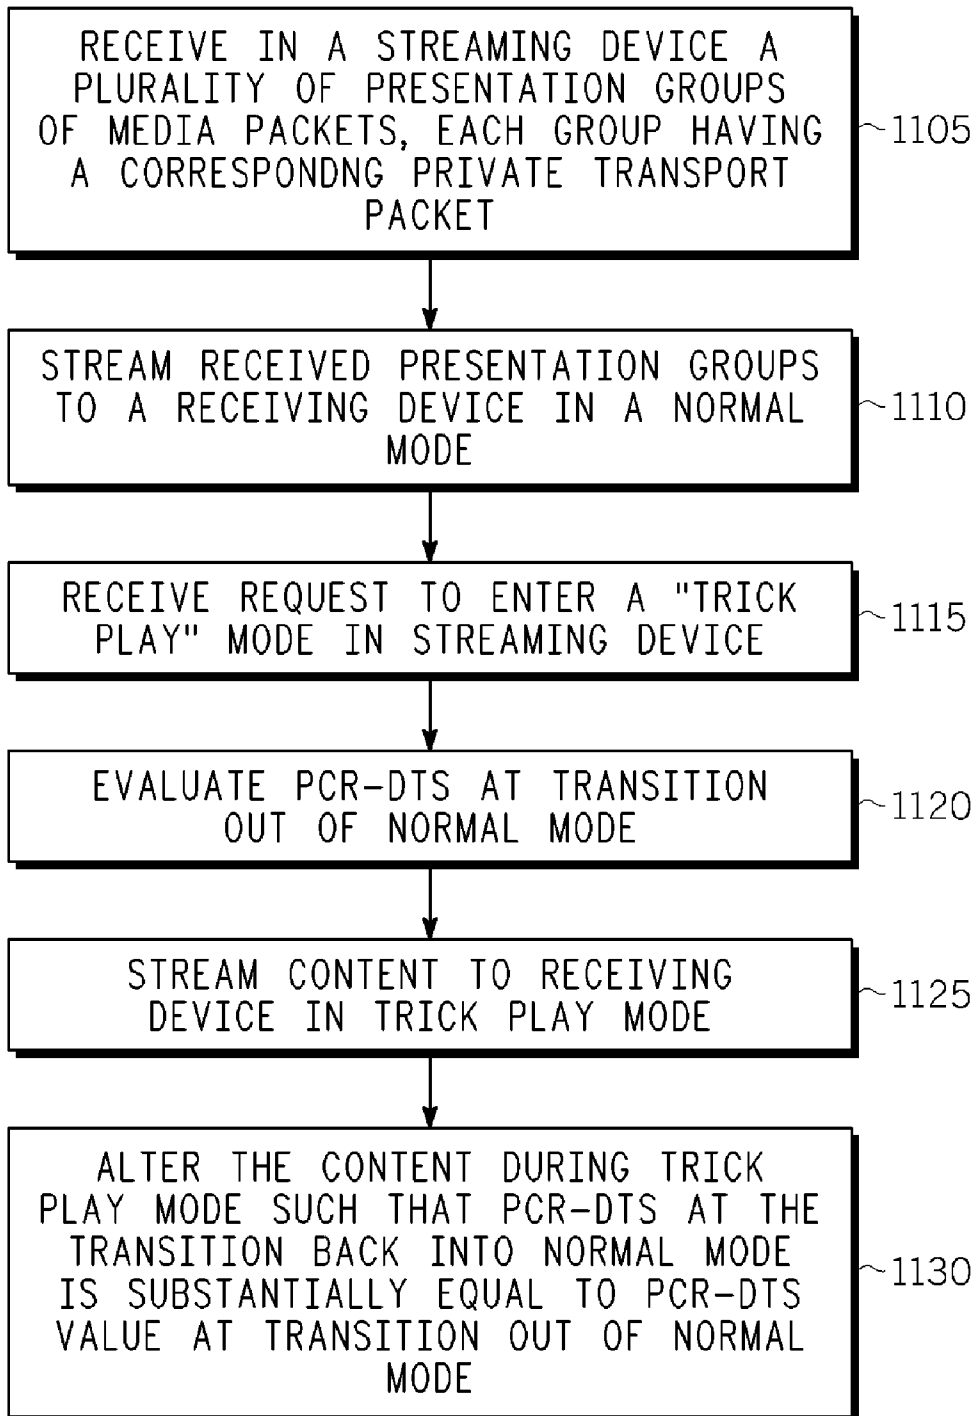 RECEIVE IN A STREAMING DEVICE A
PLURALITY OF PRESENTATION GROUPS
OF MEDIA PACKETS, EACH GROUP HAVING
A CORRESPONDNG PRIVATE TRANSPORT
PACKET
1105
STREAM RECEIVED PRESENTATION GROUPS
TO A RECEIVING DEVICE IN A NORMAL
MODE
1110
RECEIVE REQUEST TO ENTER A "TRICK
PLAY" MODE IN STREAMING DEVICE
1115
EVALUATE PCR-DTS AT TRANSITION
OUT OF NORMAL MODE
1120
STREAM CONTENT TO RECEIVING
DEVICE IN TRICK PLAY MODE
1125
ALTER THE CONTENT DURING TRICK
PLAY MODE SUCH THAT PCR-DTS AT THE
TRANSITION BACK INTO NORMAL MODE
IS SUBSTANTIALLY EQUAL TO PCR-DTS
VALUE AT TRANSITION OUT OF NORMAL
MODE
1130